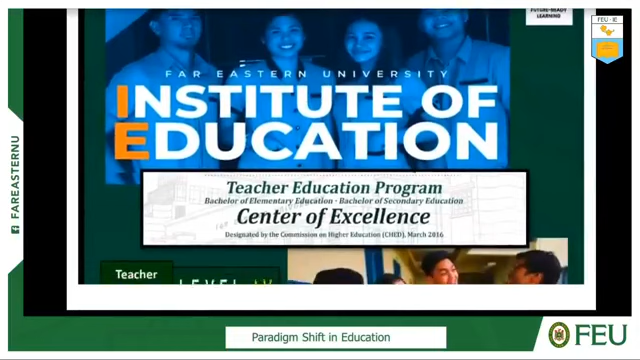 FUTURE-READY
LEARNING
FEU - IE
FAR EASTERN UNIVERSITY
INSTITUTE OF
EDUCATION
Teacher Education Program
Bachelor of Elementary Education - Bachelor of Secondary Education
Center of Excellence
Designated by the Commission on Higher Education (CHED), March 2016
Teacher
LEVEL IV
FAREASTERNU
Paradigm Shift in Education
FEU